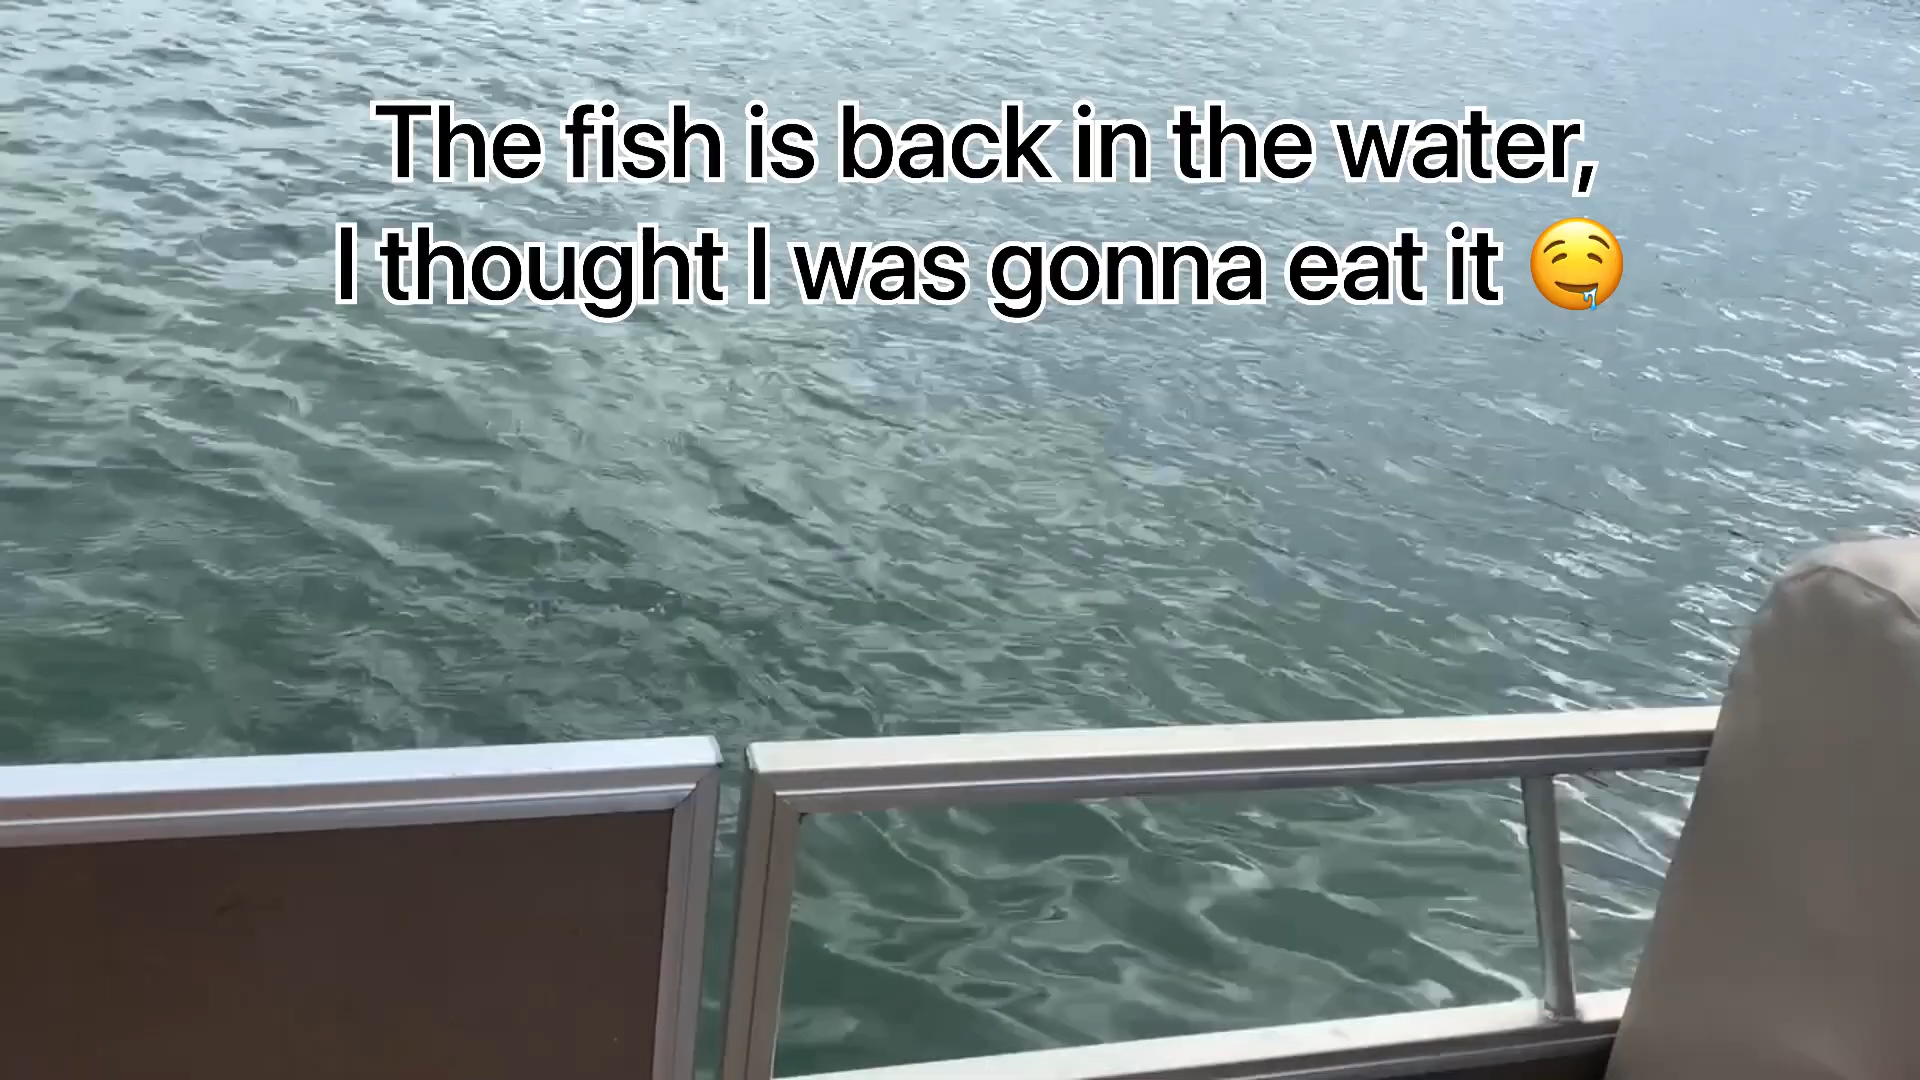 The fish is back in the water,
I thought I was gonna eat it 🤤